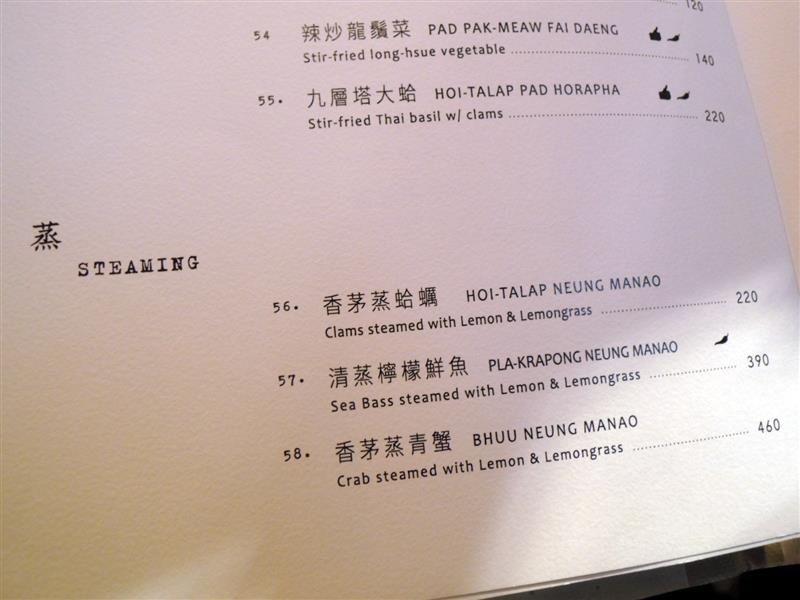 120
54 辣炒龍鬚菜 PAD PAK-MEAW FAI DAENG
Stir-fried long-hsue vegetable 140
55. 九層塔大蛤 HOI-TALAP PAD HORAPHA
Stir-fried Thai basil w/ clams 220
蒸
STEAMING
56. 香茅蒸蛤蠣 HOI-TALAP NEUNG MANAO
Clams steamed with Lemon & Lemongrass 220
57. 清蒸檸檬鮮魚 PLA-KRAPONG NEUNG MANAO
Sea Bass steamed with Lemon & Lemongrass 390
58. 香茅蒸青蟹 BHUU NEUNG MANAO
Crab steamed with Lemon & Lemongrass 460